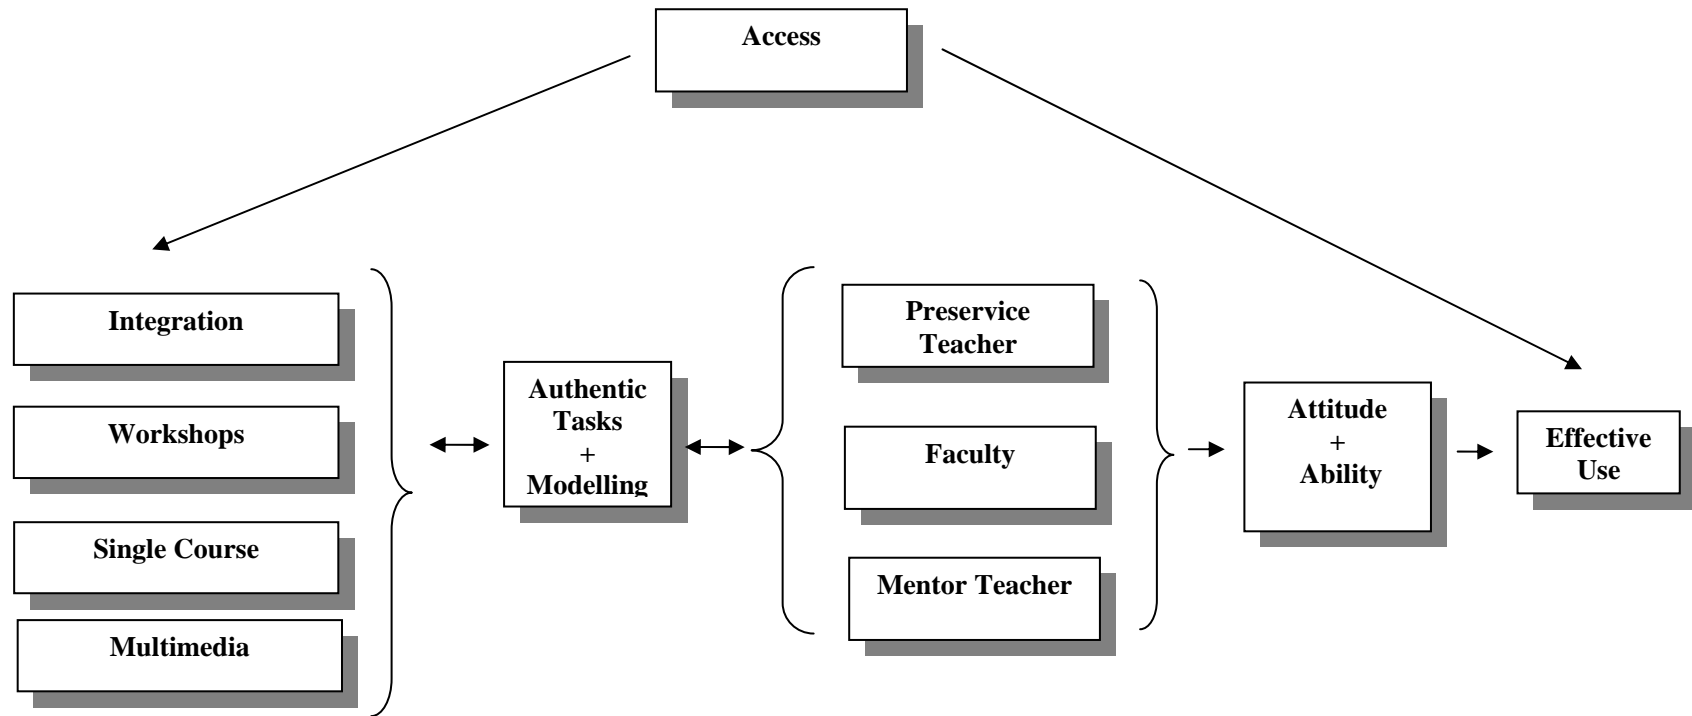 Access
Integration
Workshops
Single Course
Multimedia
Authentic
Tasks
+
Modelling
Preservice
Teacher
Faculty
Mentor Teacher
Attitude
+
Ability
Effective
Use